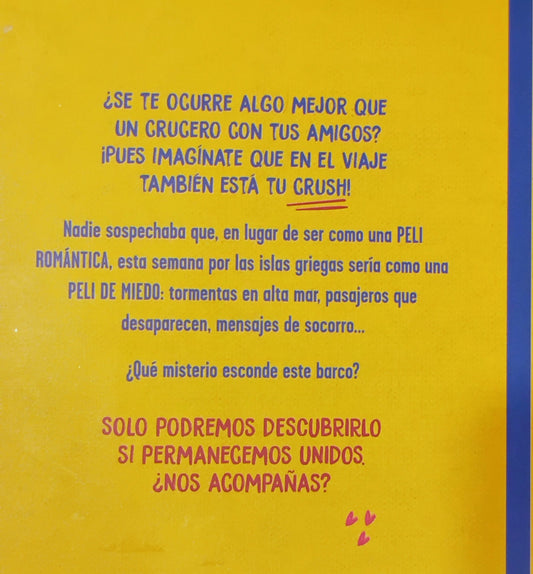 ¿SE TE OCURRE ALGO MEJOR QUE
UN CRUCERO CON TUS AMIGOS?
¡PUES IMAGÍNATE QUE EN EL VIAJE
TAMBIÉN ESTÁ TU CRUSH!
Nadie sospechaba que, en lugar de ser como una PELI
ROMÁNTICA, esta semana por las islas griegas sería como una
PELI DE MIEDO: tormentas en alta mar, pasajeros que
desaparecen, mensajes de socorro...
¿Qué misterio esconde este barco?
SOLO PODREMOS DESCUBRIRLO
SI PERMANECEMOS UNIDOS.
¿NOS ACOMPAÑAS?